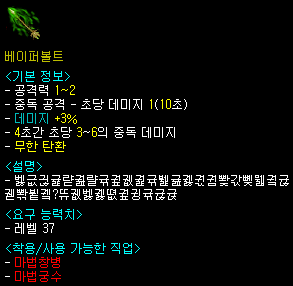 베이퍼볼트
<기본 정보>
- 공격력 1~2
- 중독 공격 - 초당 데미지 1(10초)
- 데미지 +3%
- 4초간 초당 3~6의 중독 데미지
- 무한 탄환
<설명>
<요구 능력치>
- 레벨 37
<착용/사용 가능한 직업>
- 마법창병
- 마법궁수